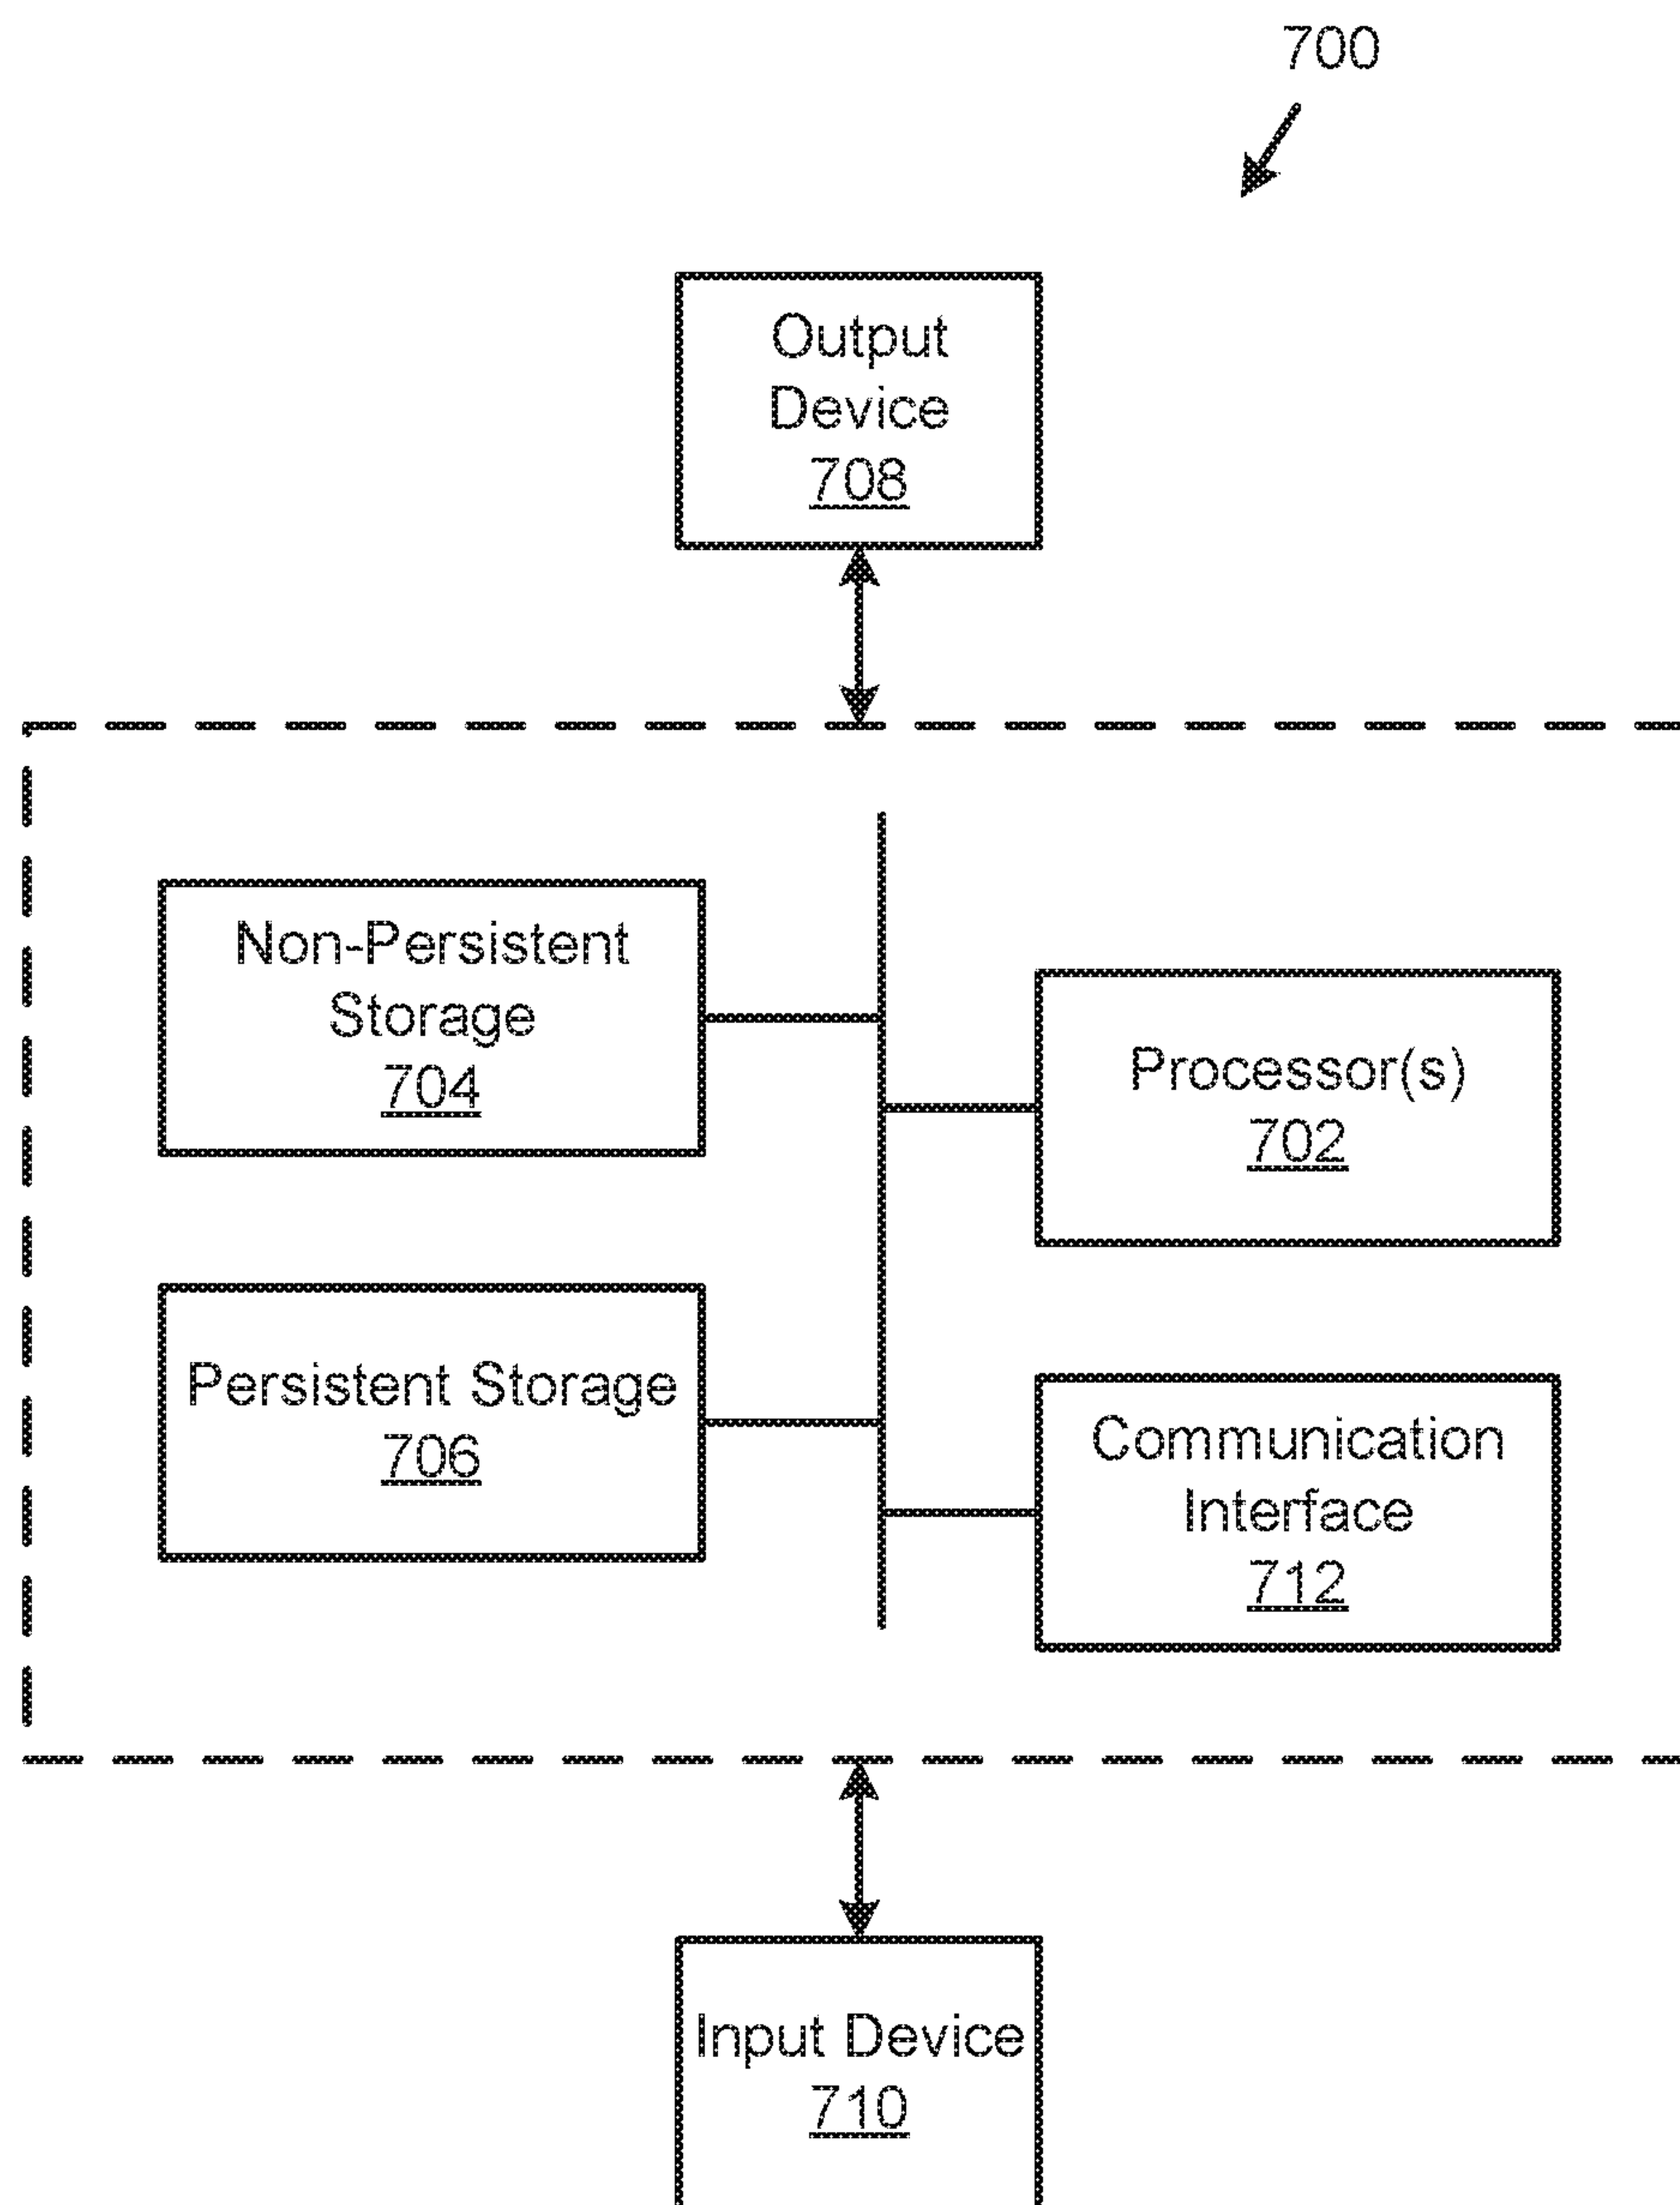 700
Output
Device
708
Non-Persistent
Storage
704
Processor(s)
702
Persistent Storage
706
Communication
Interface
712
Input Device
710